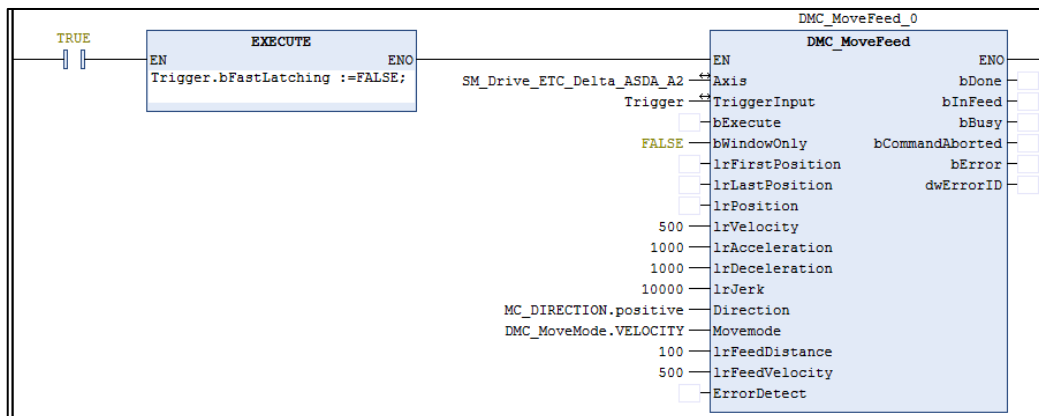 DMC_MoveFeed_0
TRUE
EXECUTE
DMC_MoveFeed
EN ENO
EN ENO
Trigger.bFastLatching :=FALSE;
SM_Drive_ETC_Delta_ASDA_A2 Axis bDone
Trigger TriggerInput bInFeed
bExecute bBusy
FALSE bWindowOnly bCommandAborted
lrFirstPosition bError
lrLastPosition dwErrorID
lrPosition
500 lrVelocity
1000 lrAcceleration
1000 lrDeceleration
10000 lrJerk
MC_DIRECTION.positive Direction
DMC_MoveMode.VELOCITY Movemode
100 lrFeedDistance
500 lrFeedVelocity
ErrorDetect